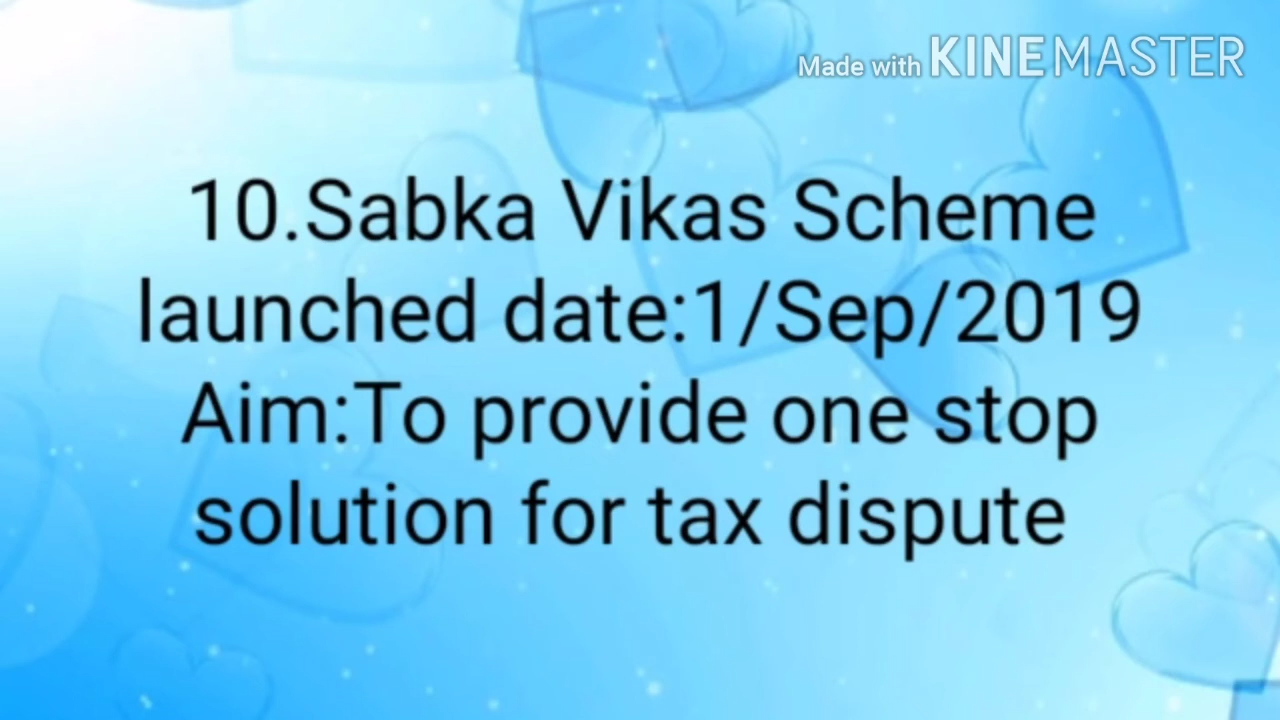 Made with KINEMASTER
10.Sabka Vikas Scheme
launched date:1/Sep/2019
Aim:To provide one stop
solution for tax dispute